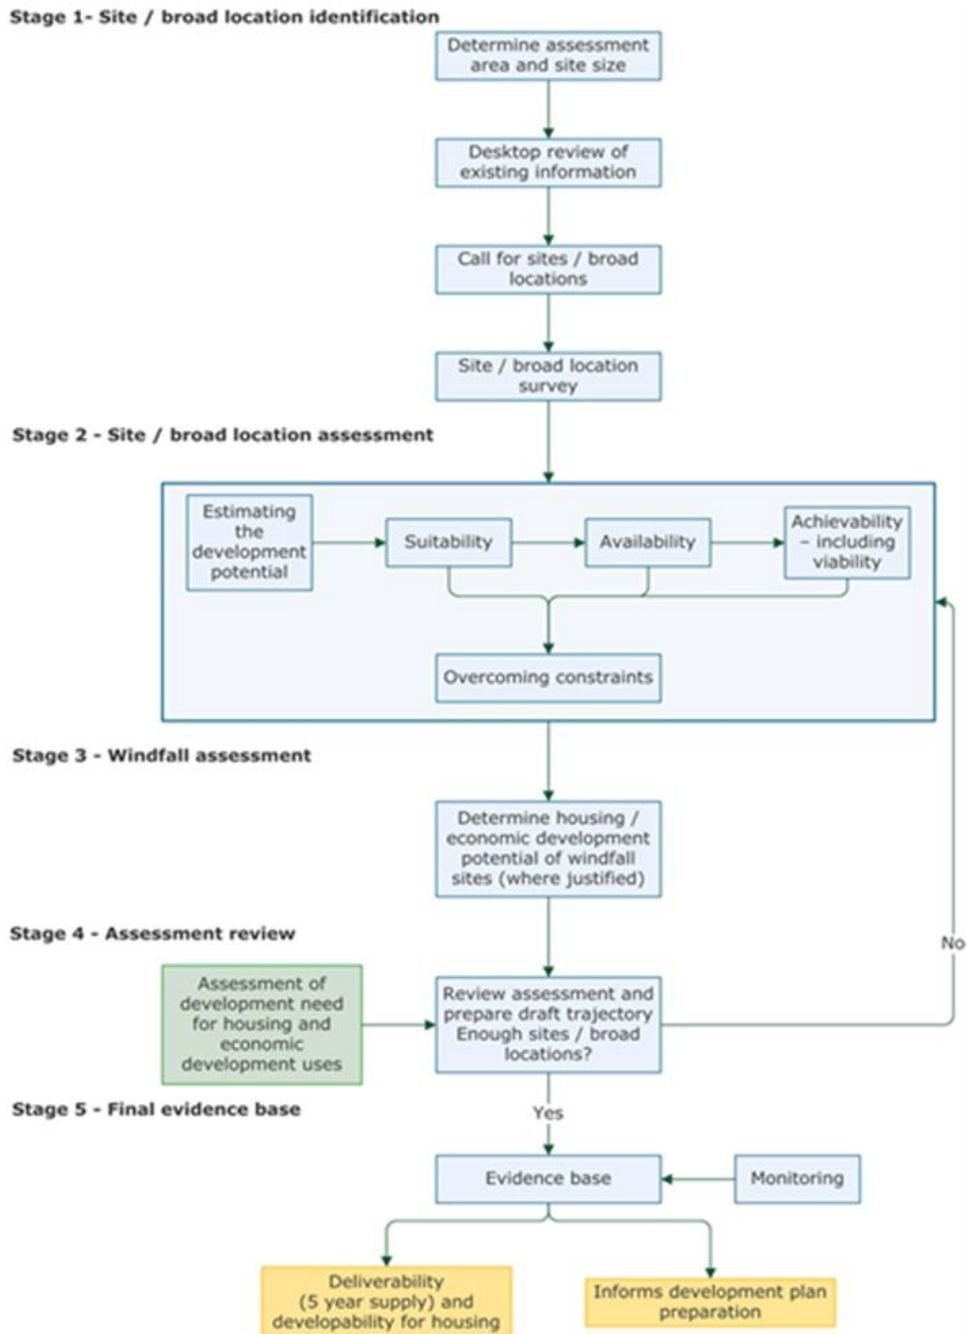 Stage 1- Site / broad location identification
Determine assessment
area and site size
Desktop review of
existing information
Call for sites / broad
locations
Site / broad location
survey
Stage 2 - Site / broad location assessment
Estimating
the
development
potential
Suitability
Availability
Achievability
– including
viability
Overcoming constraints
Stage 3 - Windfall assessment
Determine housing /
economic development
potential of windfall
sites (where justified)
Stage 4 - Assessment review
No
Assessment of
development need
for housing and
economic
development uses
Review assessment and
prepare draft trajectory
Enough sites / broad
locations?
Stage 5 - Final evidence base
Yes
Evidence base
Monitoring
Deliverability
(5 year supply) and
developability for housing
Informs development plan
preparation